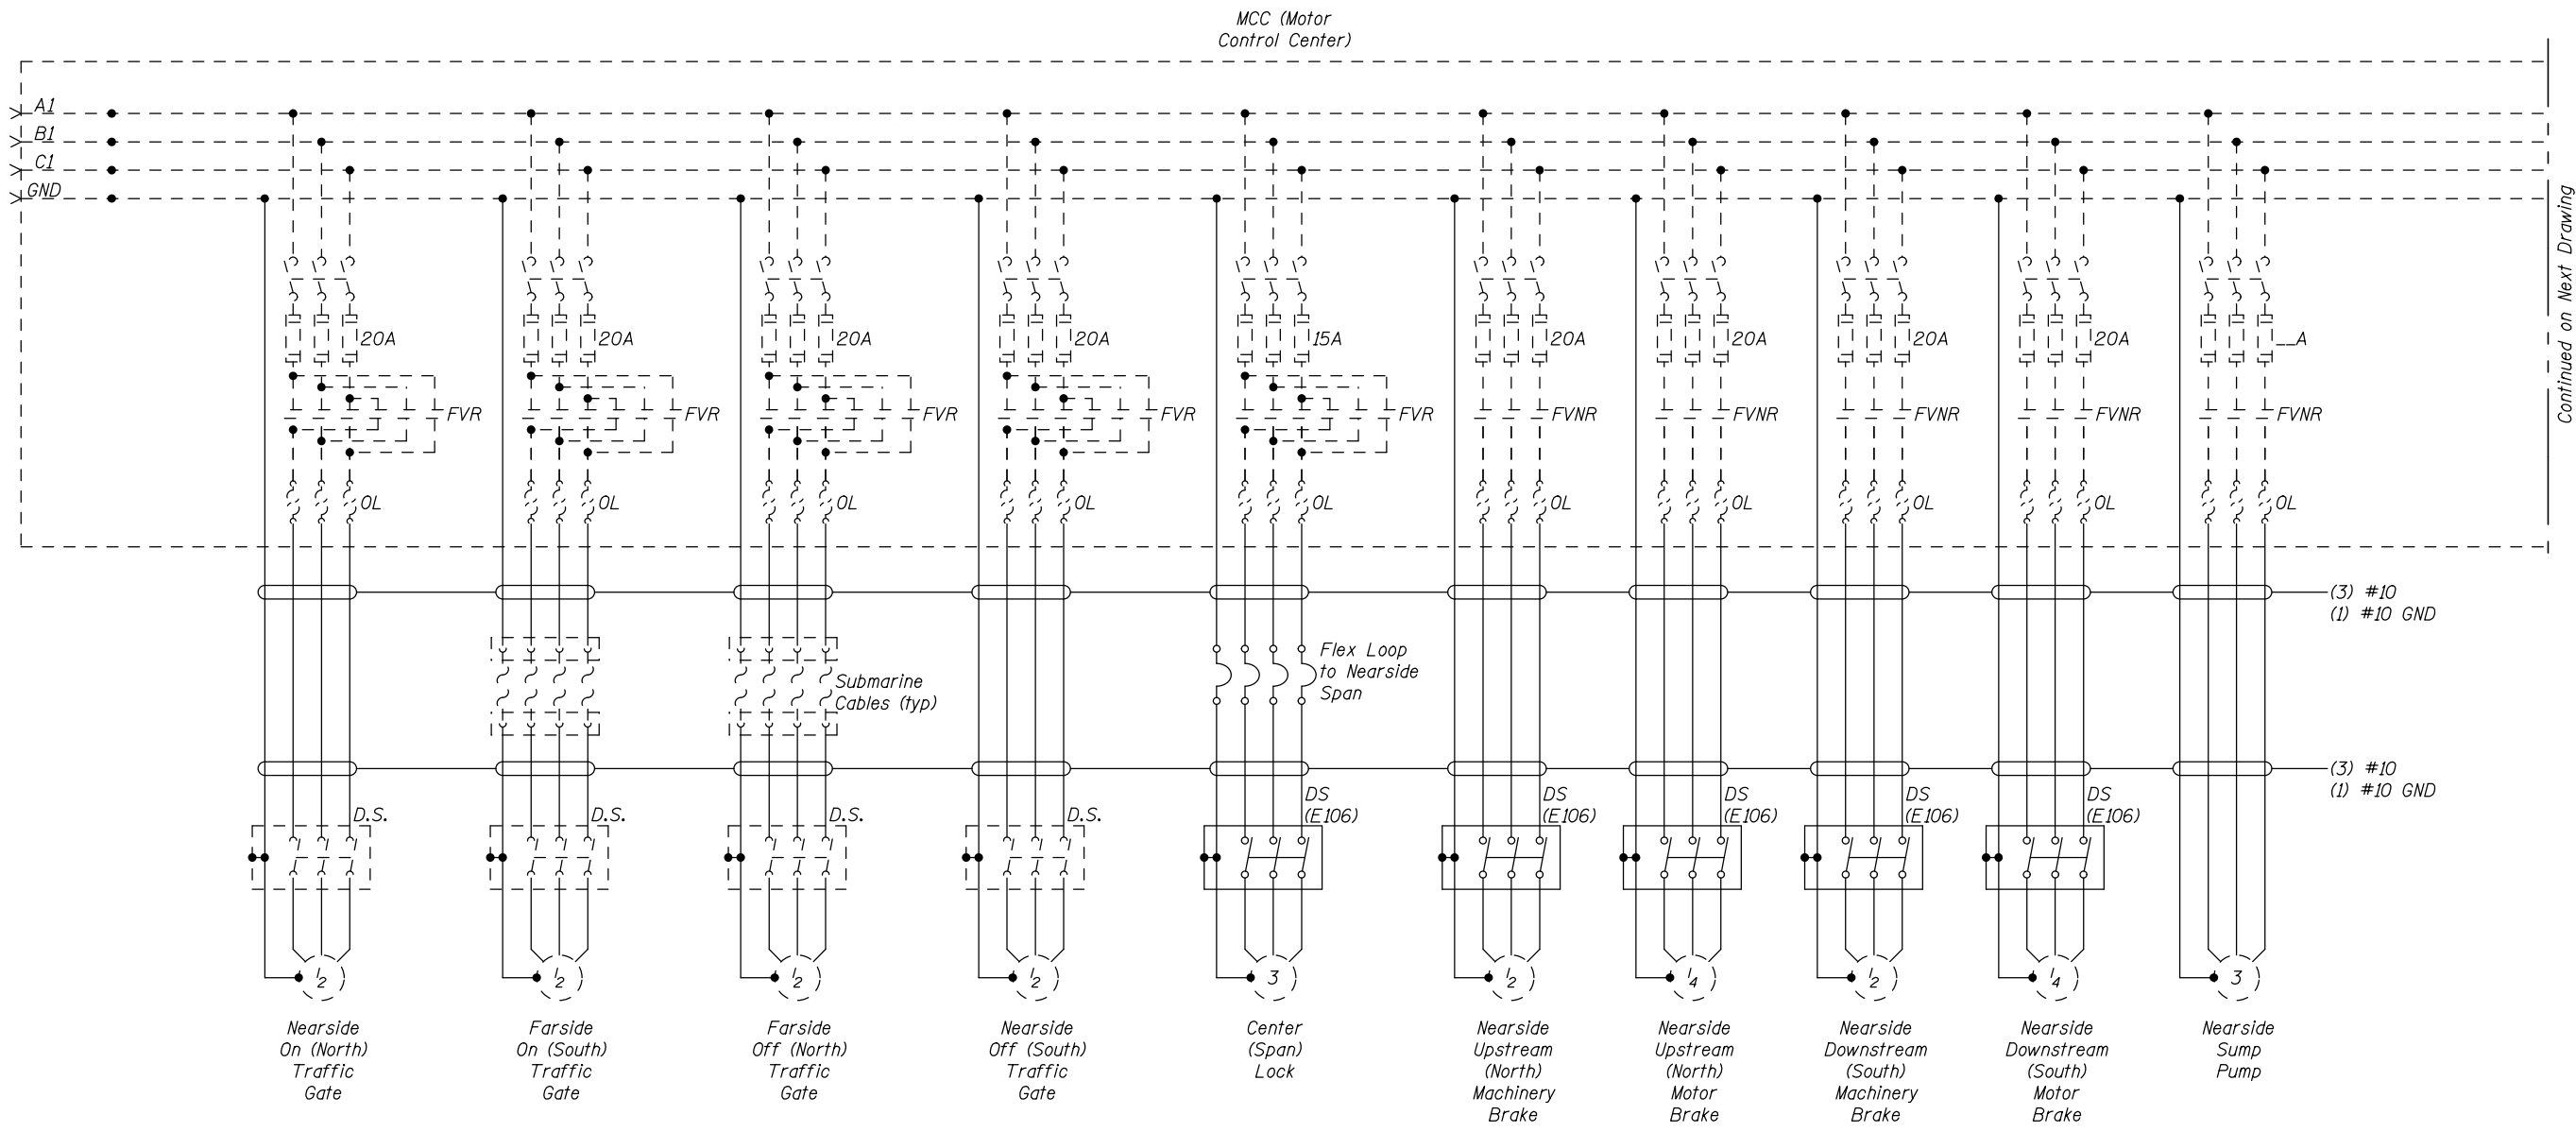 MCC (Motor
Control Center)
A1
B1
C1
GND
20A
20A
20A
20A
15A
20A
20A
20A
20A
__A
FVR
FVR
FVR
FVR
FVR
FVNR
FVNR
FVNR
FVNR
FVNR
OL
OL
OL
OL
OL
OL
OL
OL
OL
OL
Continued on Next Drawing
(3) #10
(1) #10 GND
Submarine
Cables (typ)
Flex Loop
to Nearside
Span
(3) #10
(1) #10 GND
D.S.
D.S.
D.S.
D.S.
DS
(E106)
DS
(E106)
DS
(E106)
DS
(E106)
DS
(E106)
1/2
1/2
1/2
1/2
3
1/2
1/4
1/2
1/4
3
Nearside
On (North)
Traffic
Gate
Farside
On (South)
Traffic
Gate
Farside
Off (North)
Traffic
Gate
Nearside
Off (South)
Traffic
Gate
Center
(Span)
Lock
Nearside
Upstream
(North)
Machinery
Brake
Nearside
Upstream
(North)
Motor
Brake
Nearside
Downstream
(South)
Machinery
Brake
Nearside
Downstream
(South)
Motor
Brake
Nearside
Sump
Pump